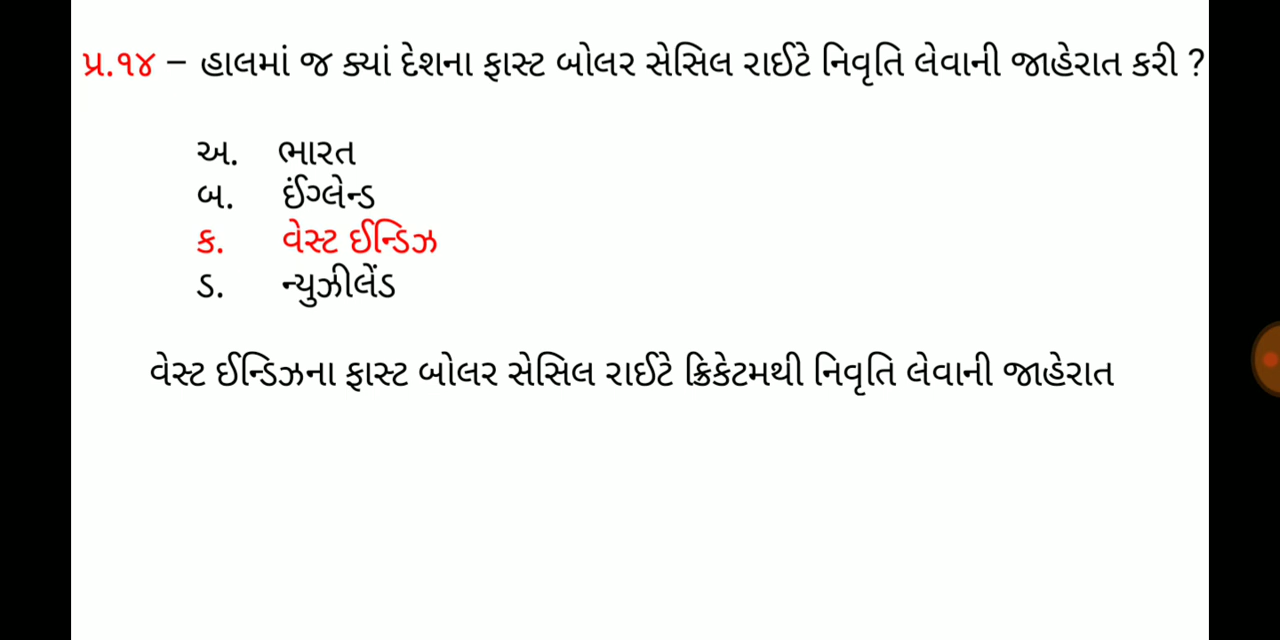 પ્ર.૧૪ – હાલમાં જ ક્યાં દેશના ફાસ્ટ બોલર સેસિલ રાઈટે નિવૃતિ લેવાની જાહેરાત કરી ?
અ. ભારત
બ. ઈંગ્લેન્ડ
ક. વેસ્ટ ઈન્ડિઝ
ડ. ન્યુઝીલેંડ
વેસ્ટ ઈન્ડિઝના ફાસ્ટ બોલર સેસિલ રાઈટે ક્રિકેટમથી નિવૃતિ લેવાની જાહેરાત